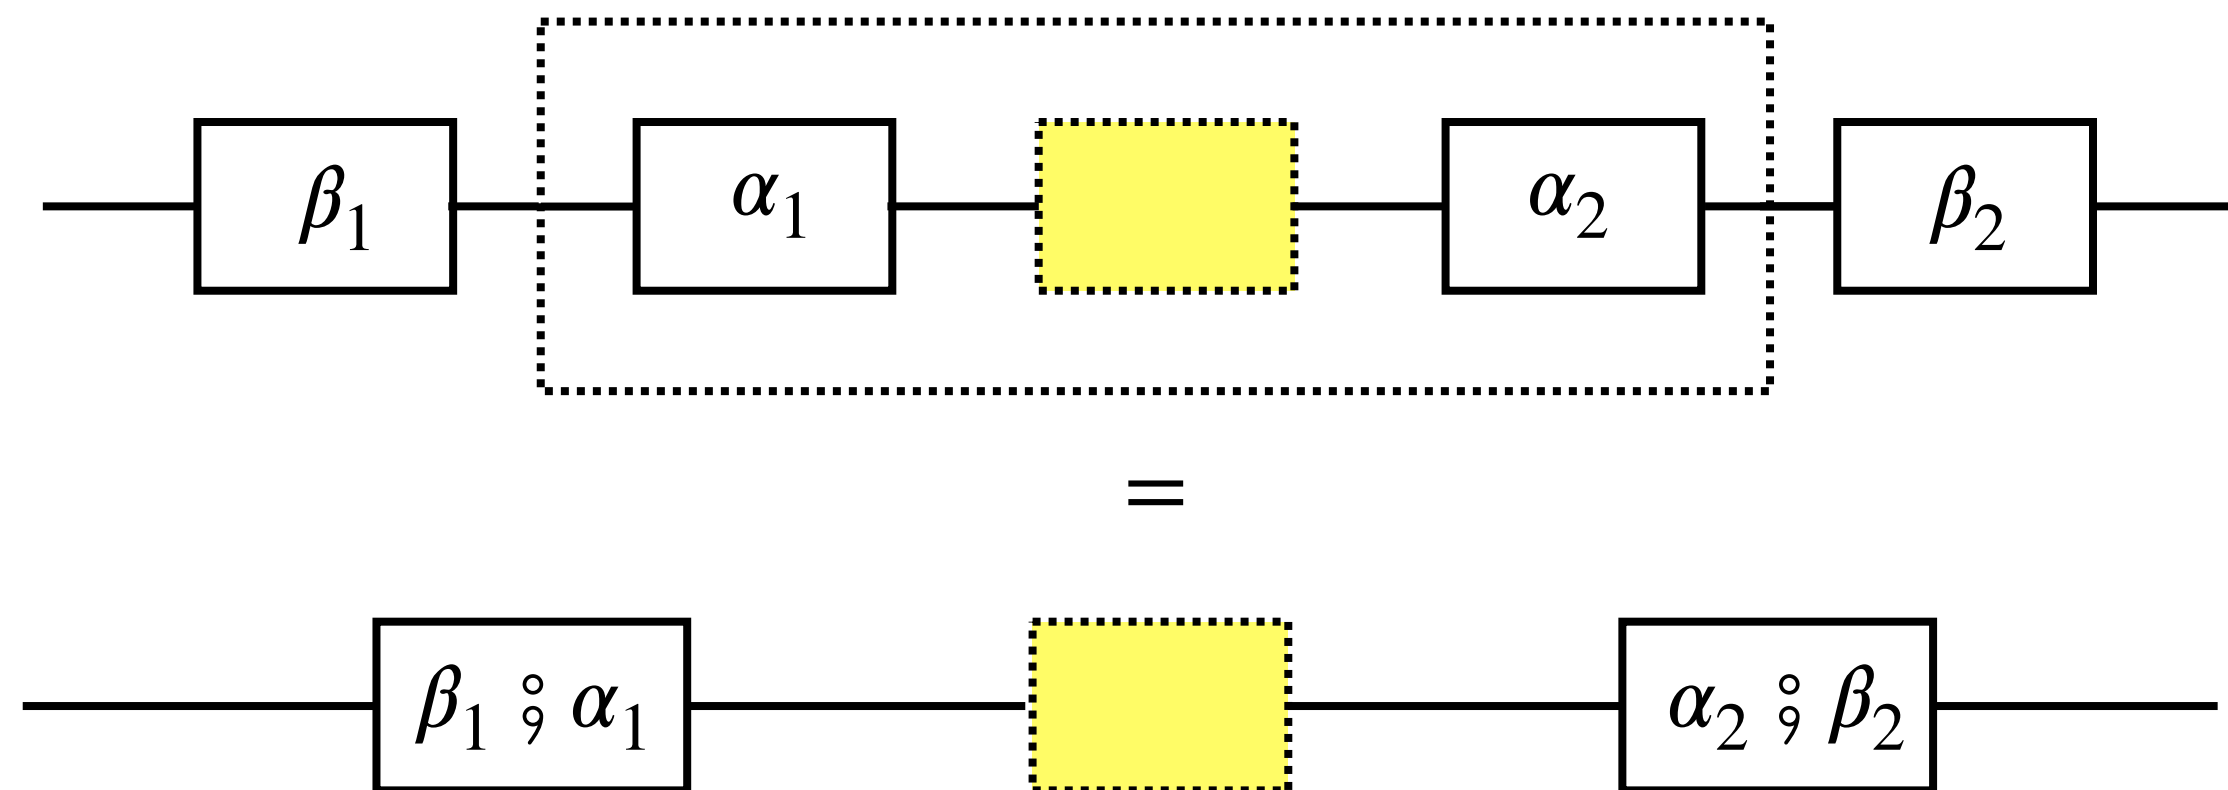 β₁ α₁ α₂ β₂
=
β₁ ⨟ α₁ α₂ ⨟ β₂